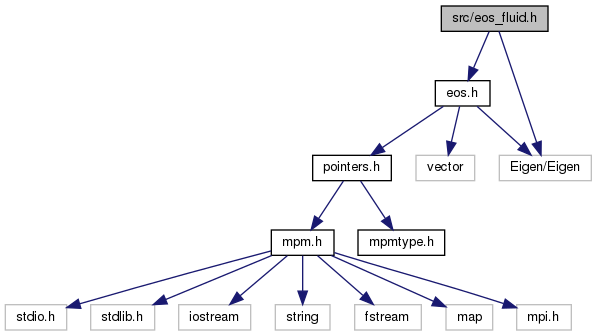 src/eos_fluid.h
eos.h
pointers.h
vector
Eigen/Eigen
mpm.h
mpmtype.h
stdio.h
stdlib.h
iostream
string
fstream
map
mpi.h